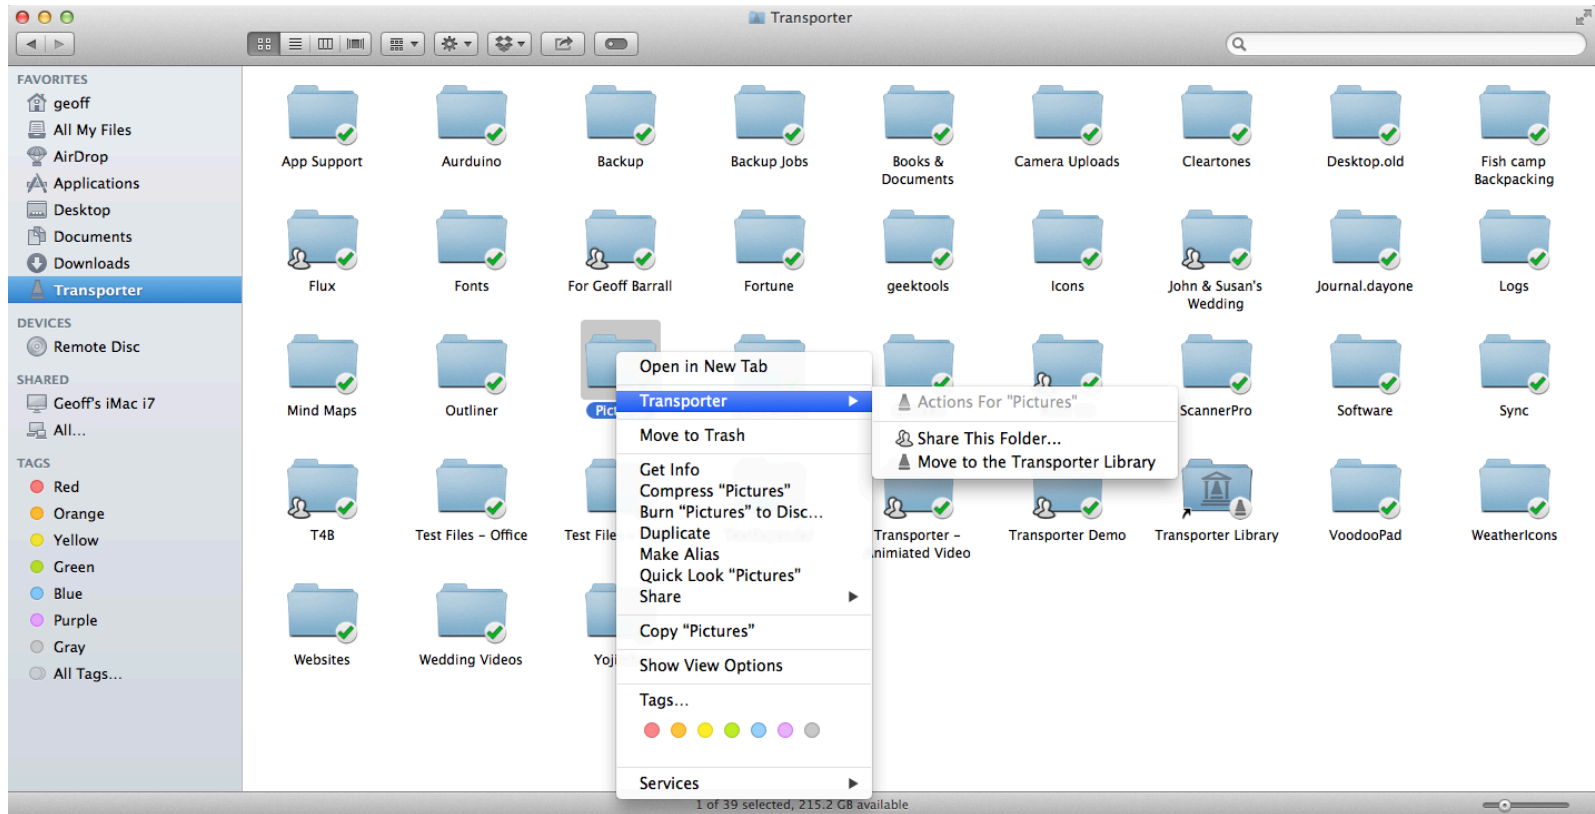 Transporter
FAVORITES
geoff
All My Files
AirDrop
Applications
Desktop
Documents
Downloads
Transporter
DEVICES
Remote Disc
SHARED
Geoff's iMac i7
All...
TAGS
Red
Orange
Yellow
Green
Blue
Purple
Gray
All Tags...
App Support
Aurduino
Backup
Backup Jobs
Books &
Documents
Camera Uploads
Cleartones
Desktop.old
Fish camp
Backpacking
Flux
Fonts
For Geoff Barrall
Fortune
geektools
Icons
John & Susan's
Wedding
Journal.dayone
Logs
Mind Maps
Outliner
ScannerPro
Software
Sync
T4B
Test Files - Office
Test File
Transporter -
Transporter Demo
Transporter Library
VoodooPad
WeatherIcons
nimiated Video
Websites
Wedding Videos
Open in New Tab
Transporter
Move to Trash
Get Info
Compress "Pictures"
Burn "Pictures" to Disc...
Duplicate
Make Alias
Quick Look "Pictures"
Share
Copy "Pictures"
Show View Options
Tags...
Services
Actions For "Pictures"
Share This Folder...
Move to the Transporter Library
1 of 39 selected, 215.2 GB available